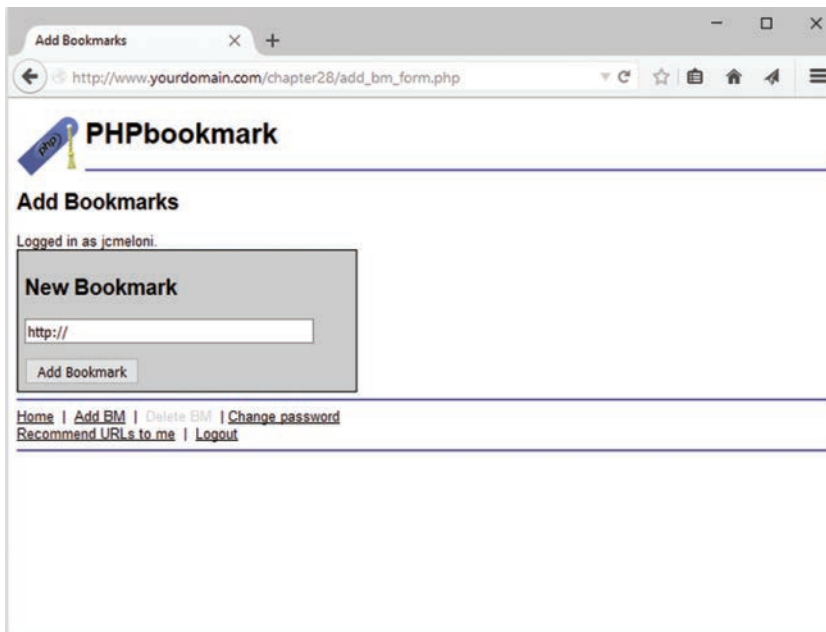 Add Bookmarks
http://www.yourdomain.com/chapter28/add_bm_form.php
php
PHPbookmark
Add Bookmarks
Logged in as jcmeloni.
New Bookmark
http://
Add Bookmark
Home | Add BM | Delete BM | Change password
Recommend URLs to me | Logout